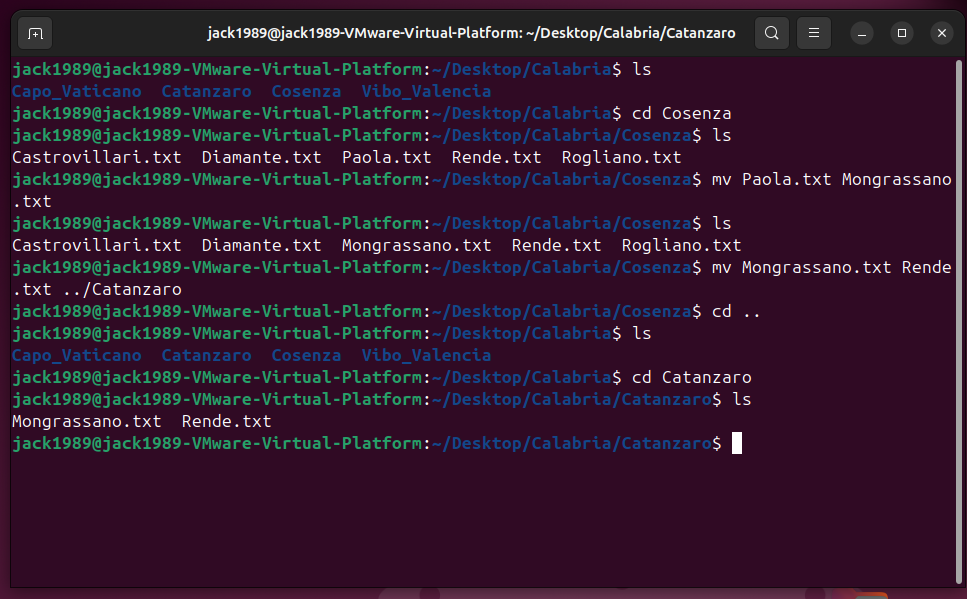 jack1989@jack1989-VMware-Virtual-Platform: ~/Desktop/Calabria/Catanzaro
jack1989@jack1989-VMware-Virtual-Platform:~/Desktop/Calabria$ ls
Capo_Vaticano  Catanzaro  Cosenza  Vibo_Valencia
jack1989@jack1989-VMware-Virtual-Platform:~/Desktop/Calabria$ cd Cosenza
jack1989@jack1989-VMware-Virtual-Platform:~/Desktop/Calabria/Cosenza$ ls
Castrovillari.txt  Diamante.txt  Paola.txt  Rende.txt  Rogliano.txt
jack1989@jack1989-VMware-Virtual-Platform:~/Desktop/Calabria/Cosenza$ mv Paola.txt Mongrassano
.txt
jack1989@jack1989-VMware-Virtual-Platform:~/Desktop/Calabria/Cosenza$ ls
Castrovillari.txt  Diamante.txt  Mongrassano.txt  Rende.txt  Rogliano.txt
jack1989@jack1989-VMware-Virtual-Platform:~/Desktop/Calabria/Cosenza$ mv Mongrassano.txt Rende
.txt ../Catanzaro
jack1989@jack1989-VMware-Virtual-Platform:~/Desktop/Calabria/Cosenza$ cd ..
jack1989@jack1989-VMware-Virtual-Platform:~/Desktop/Calabria$ ls
Capo_Vaticano  Catanzaro  Cosenza  Vibo_Valencia
jack1989@jack1989-VMware-Virtual-Platform:~/Desktop/Calabria$ cd Catanzaro
jack1989@jack1989-VMware-Virtual-Platform:~/Desktop/Calabria/Catanzaro$ ls
Mongrassano.txt  Rende.txt
jack1989@jack1989-VMware-Virtual-Platform:~/Desktop/Calabria/Catanzaro$